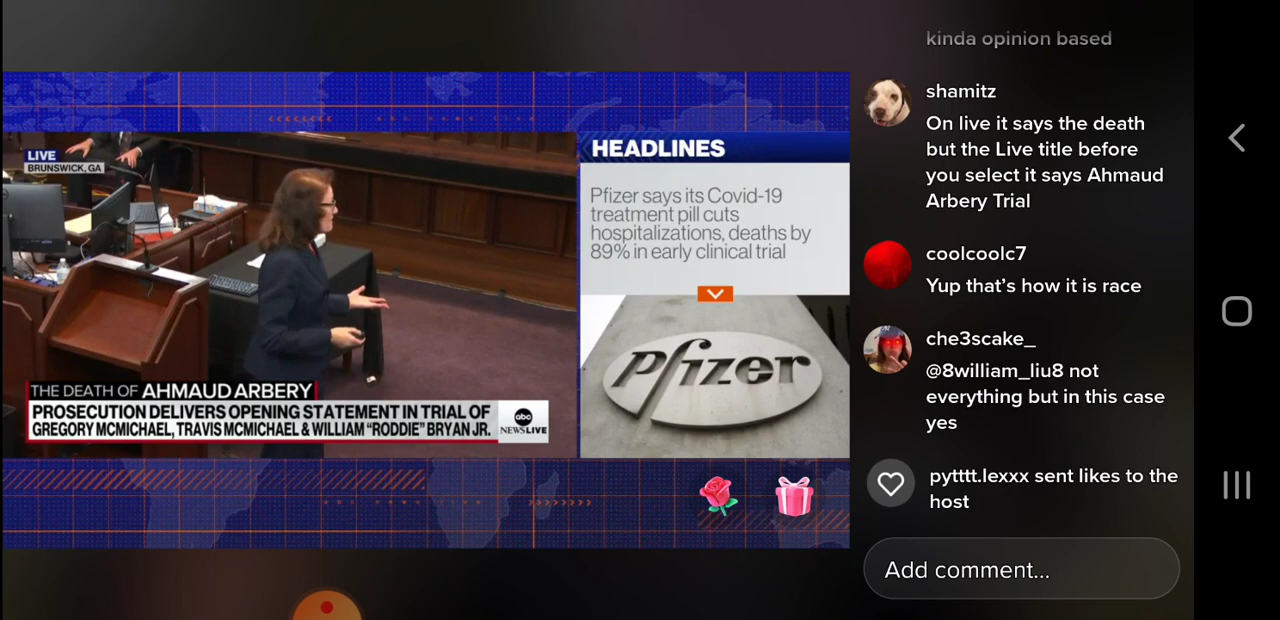 LIVE
BRUNSWICK, GA
THE DEATH OF AHMAUD ARBERY
PROSECUTION DELIVERS OPENING STATEMENT IN TRIAL OF
GREGORY MCMICHAEL, TRAVIS MCMICHAEL & WILLIAM “RODDIE” BRYAN JR.
abc
NEWS LIVE
HEADLINES
Pfizer says its Covid-19
treatment pill cuts
hospitalizations, deaths by
89% in early clinical trial
Pfizer
kinda opinion based
shamitz
On live it says the death
but the Live title before
you select it says Ahmaud
Arbery Trial
coolcoolc7
Yup that’s how it is race
che3scake_
@8william_liu8 not
everything but in this case
yes
pytttt.lexxx sent likes to the
host
Add comment...